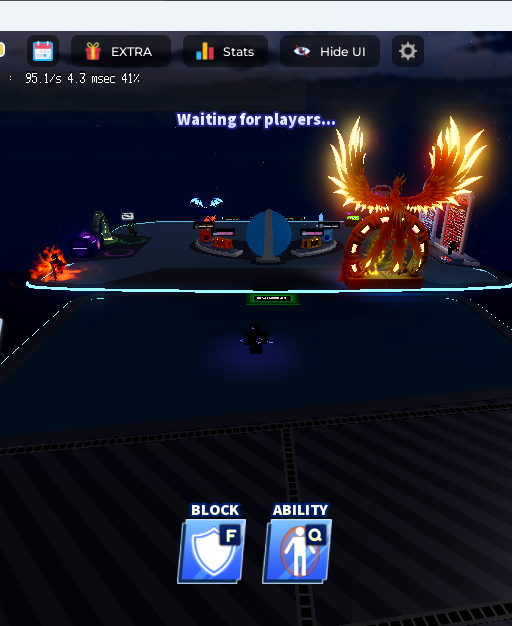 EXTRA
Stats
Hide UI
: 95.1/s 4.3 msec 41%
Waiting for players...
BLOCK
ABILITY
F
Q